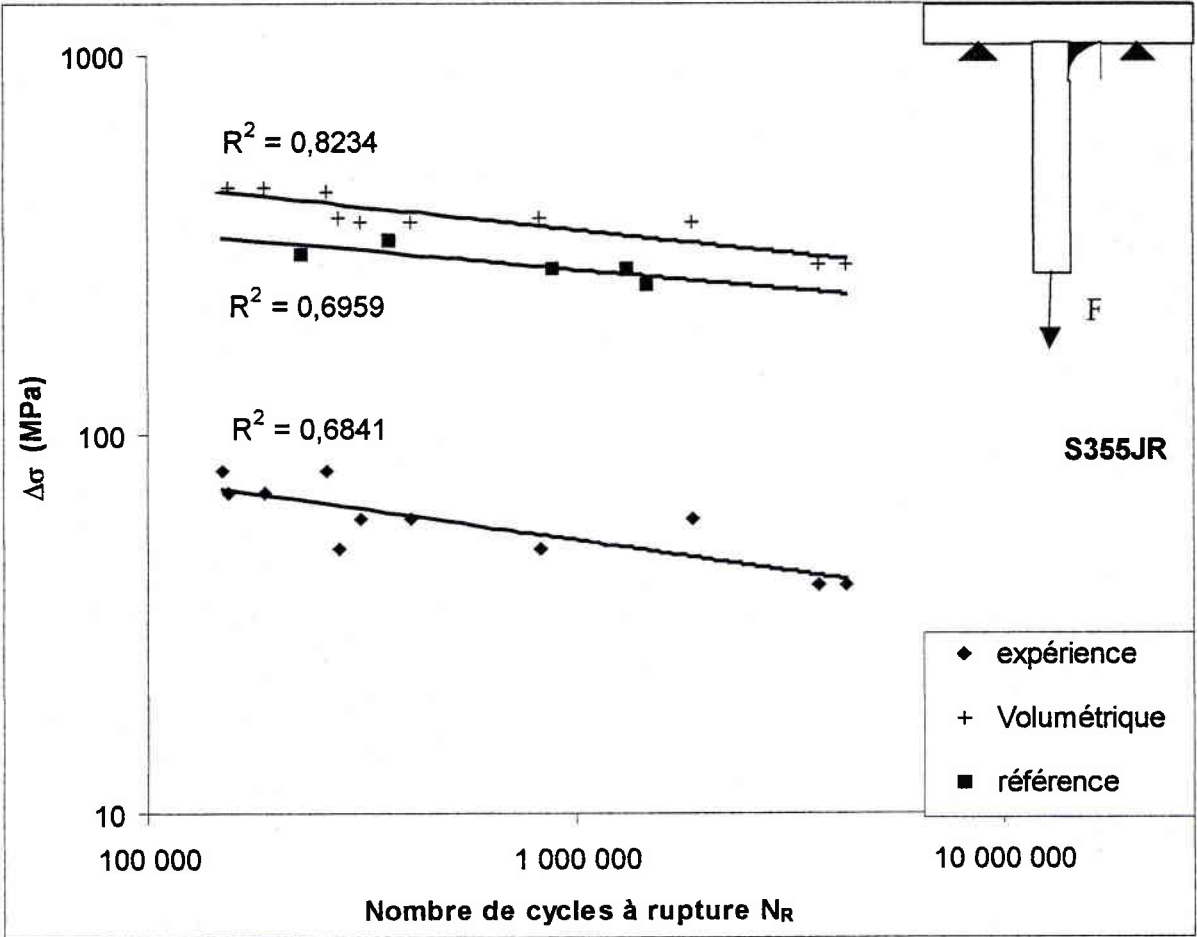 1000
R² = 0,8234
R² = 0,6959
F
Δσ (MPa)
100
R² = 0,6841
S355JR
expérience
Volumétrique
référence
10
100 000
1 000 000
10 000 000
Nombre de cycles à rupture NR